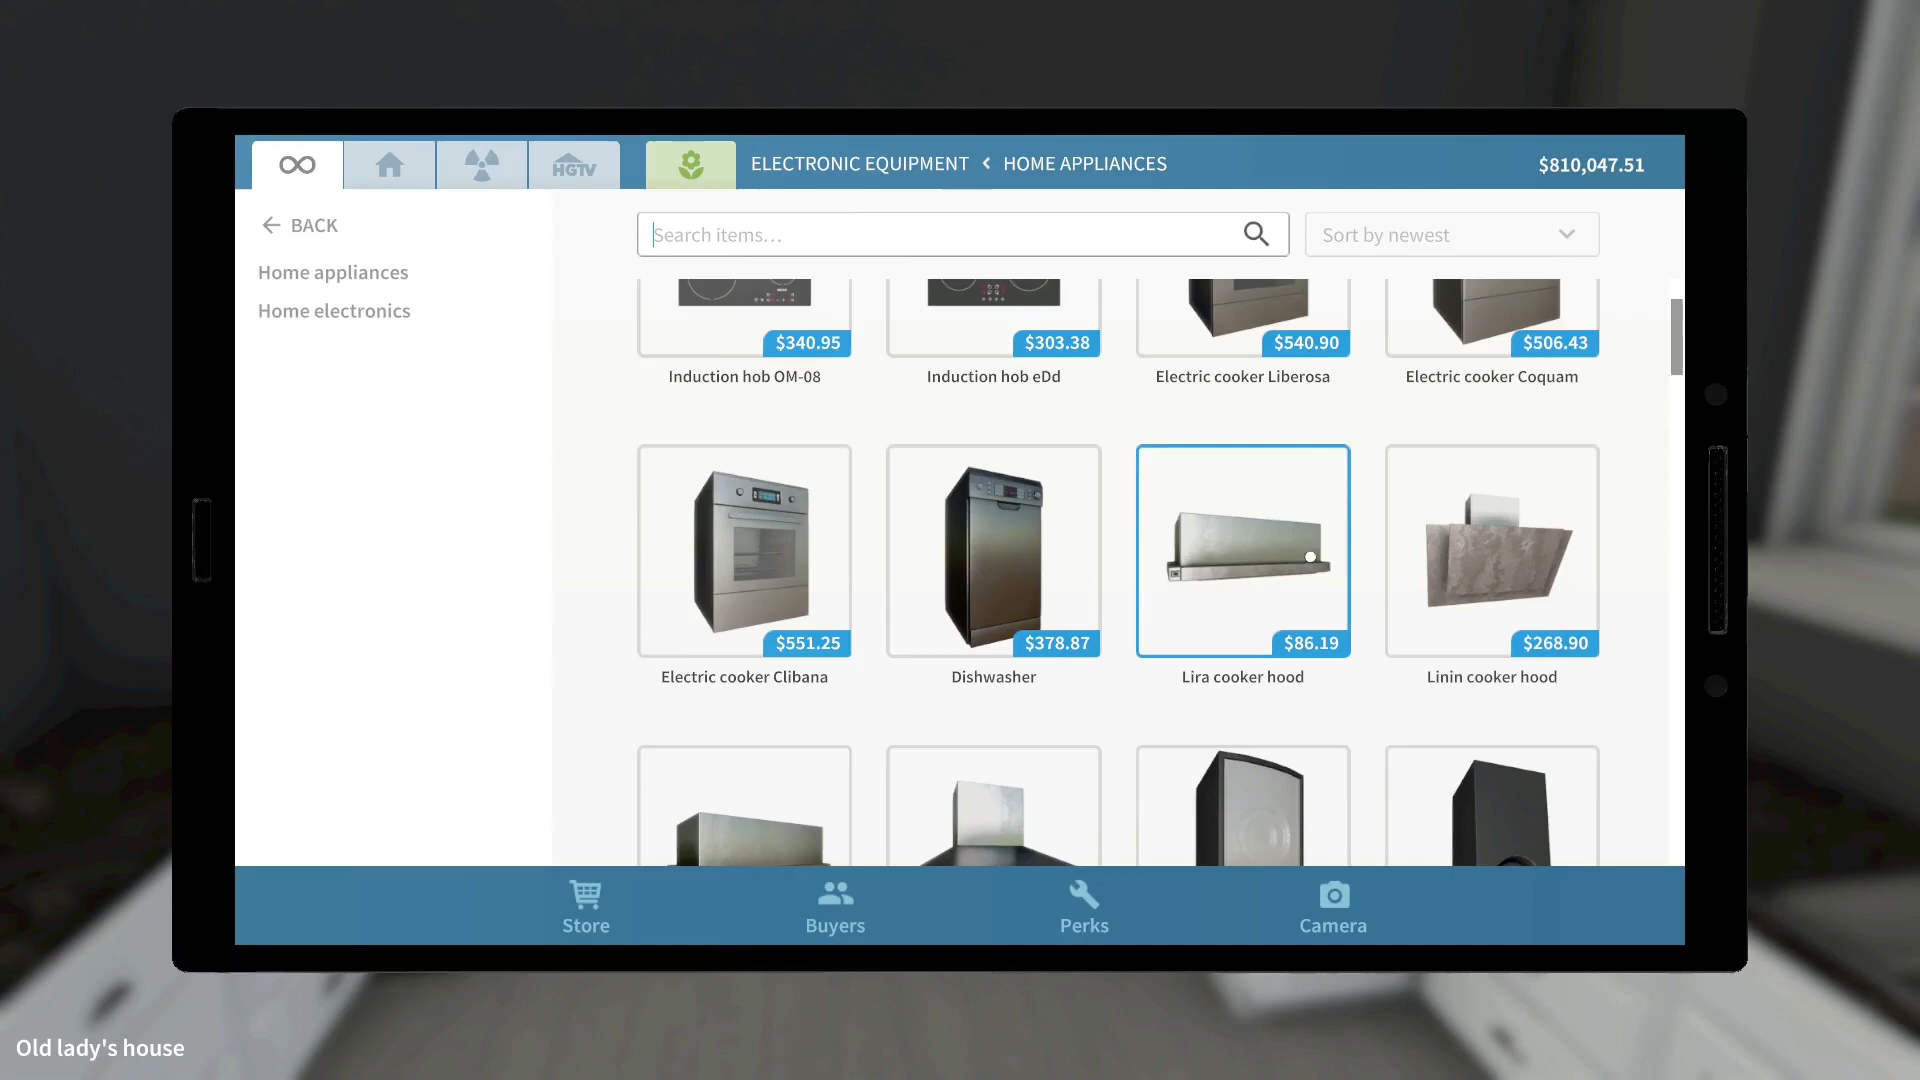 HGTV
ELECTRONIC EQUIPMENT < HOME APPLIANCES
$810,047.51
BACK
Home appliances
Home electronics
Search items...
Sort by newest
$340.95
$303.38
$540.90
$506.43
Induction hob OM-08
Induction hob eDd
Electric cooker Liberosa
Electric cooker Coquam
$551.25
$378.87
$86.19
$268.90
Electric cooker Clibana
Dishwasher
Lira cooker hood
Linin cooker hood
Store
Buyers
Perks
Camera
Old lady's house